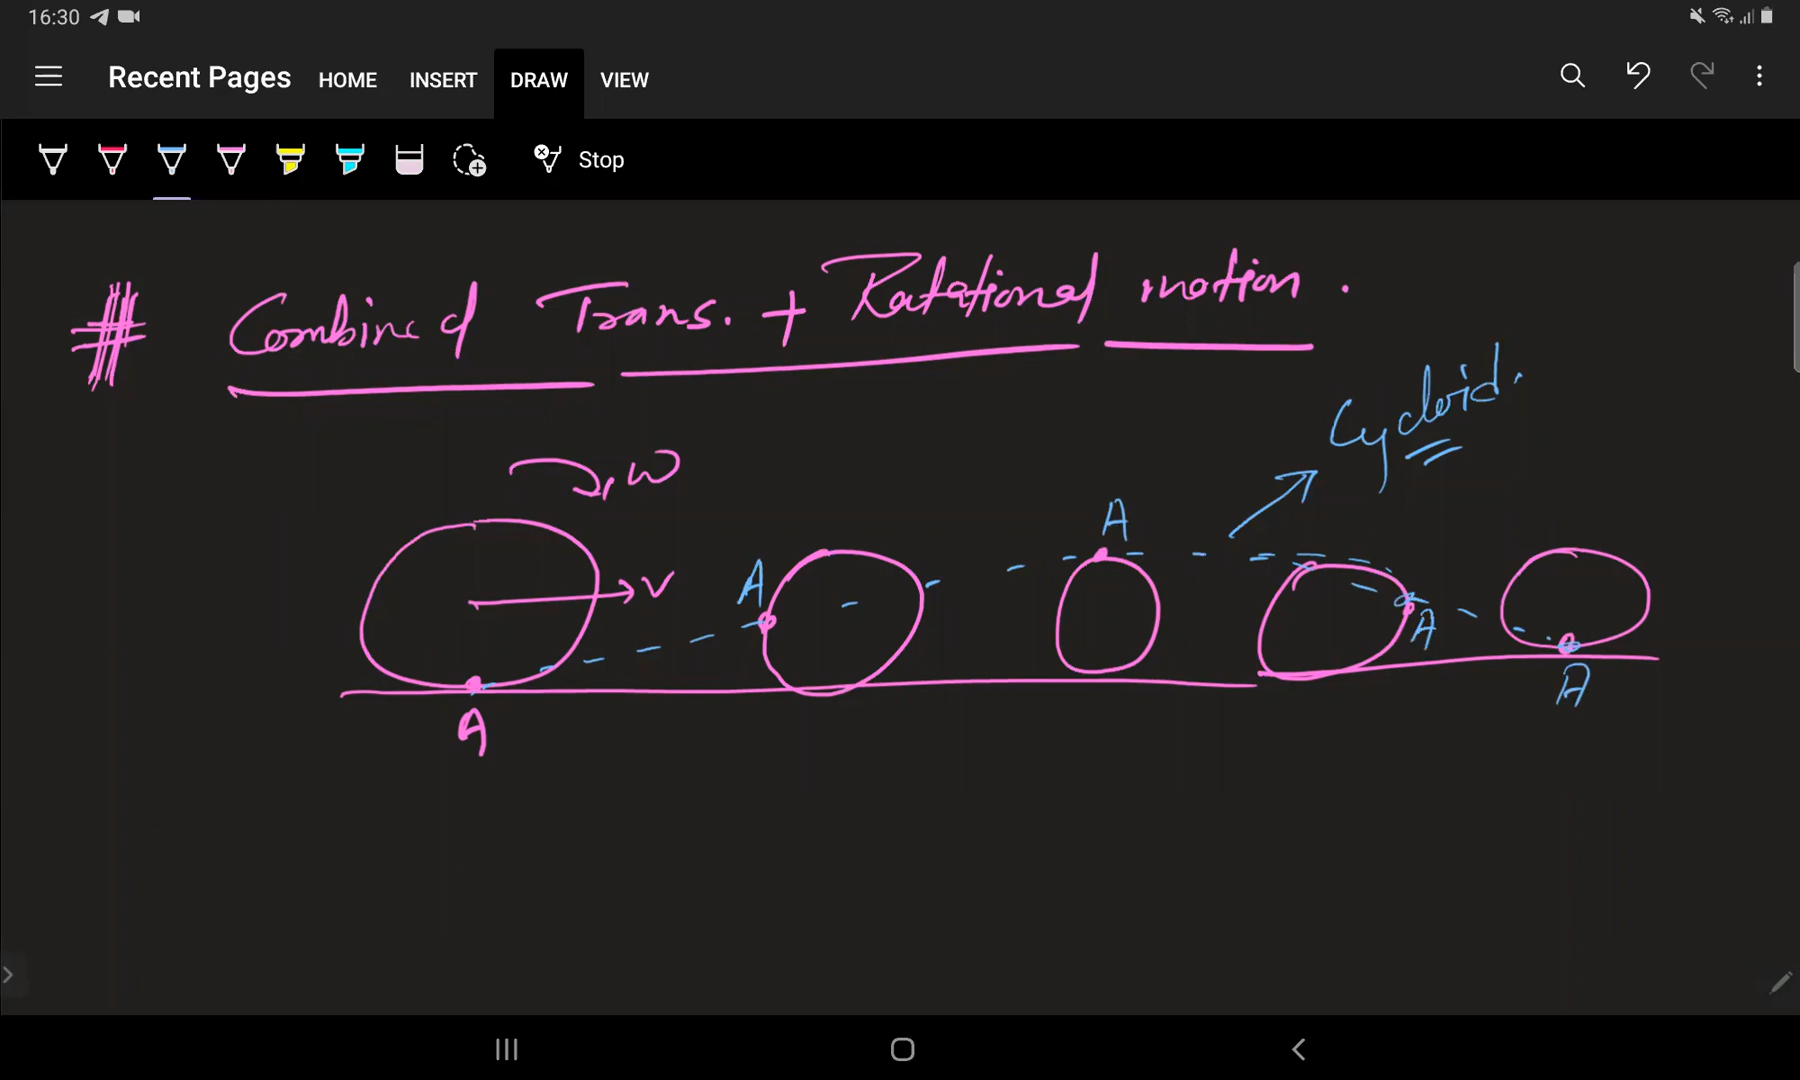 16:30
Recent Pages HOME INSERT DRAW VIEW
Stop
# Combined Trans. + Rotational motion.
Cycloid.
ω
A
A
v
A
A
A